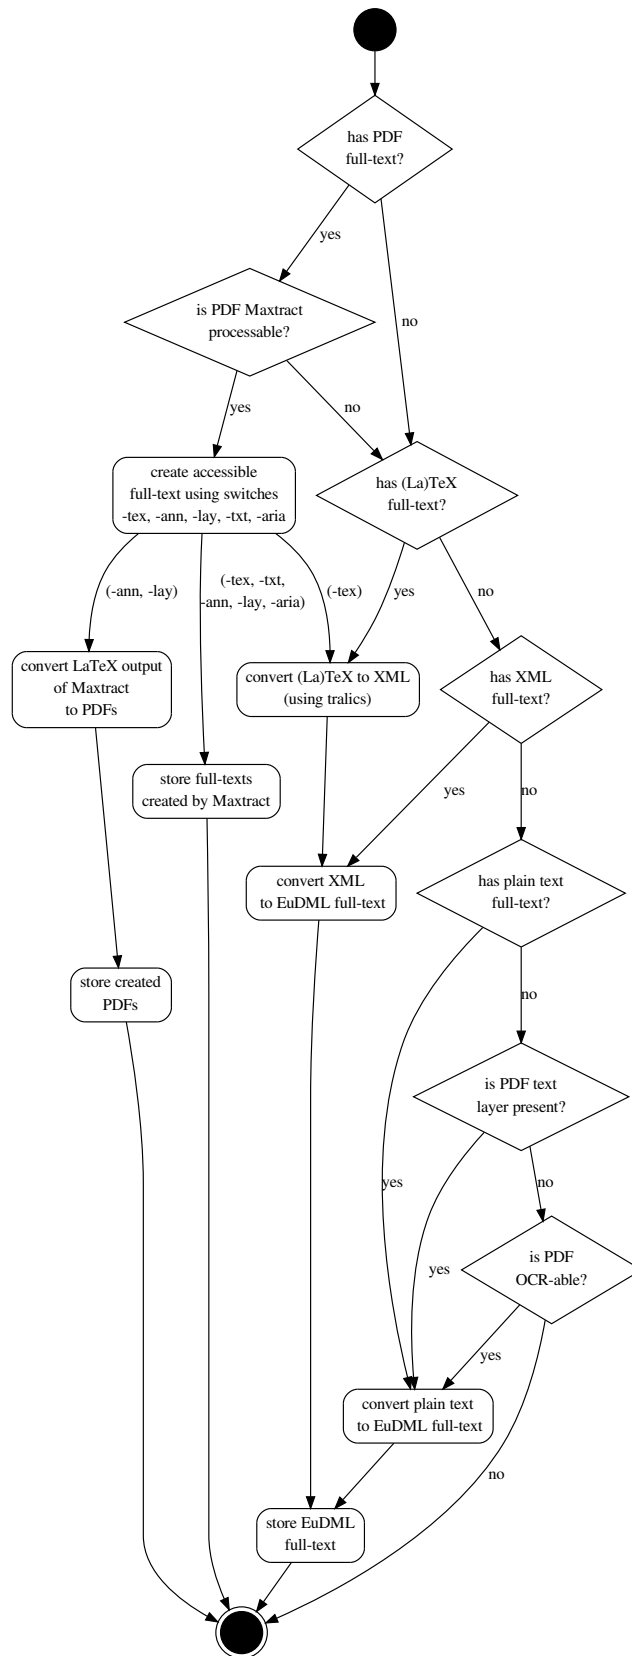 has PDF
full-text?
yes
no
is PDF Maxtract
processable?
yes
no
create accessible
full-text using switches
-tex, -ann, -lay, -txt, -aria
has (La)TeX
full-text?
(-ann, -lay)
(-tex, -txt,
-ann, -lay, -aria)
(-tex)
yes
no
convert LaTeX output
of Maxtract
to PDFs
convert (La)TeX to XML
(using tralics)
has XML
full-text?
store full-texts
created by Maxtract
yes
no
convert XML
to EuDML full-text
has plain text
full-text?
store created
PDFs
no
is PDF text
layer present?
yes
no
yes
is PDF
OCR-able?
yes
convert plain text
to EuDML full-text
no
store EuDML
full-text